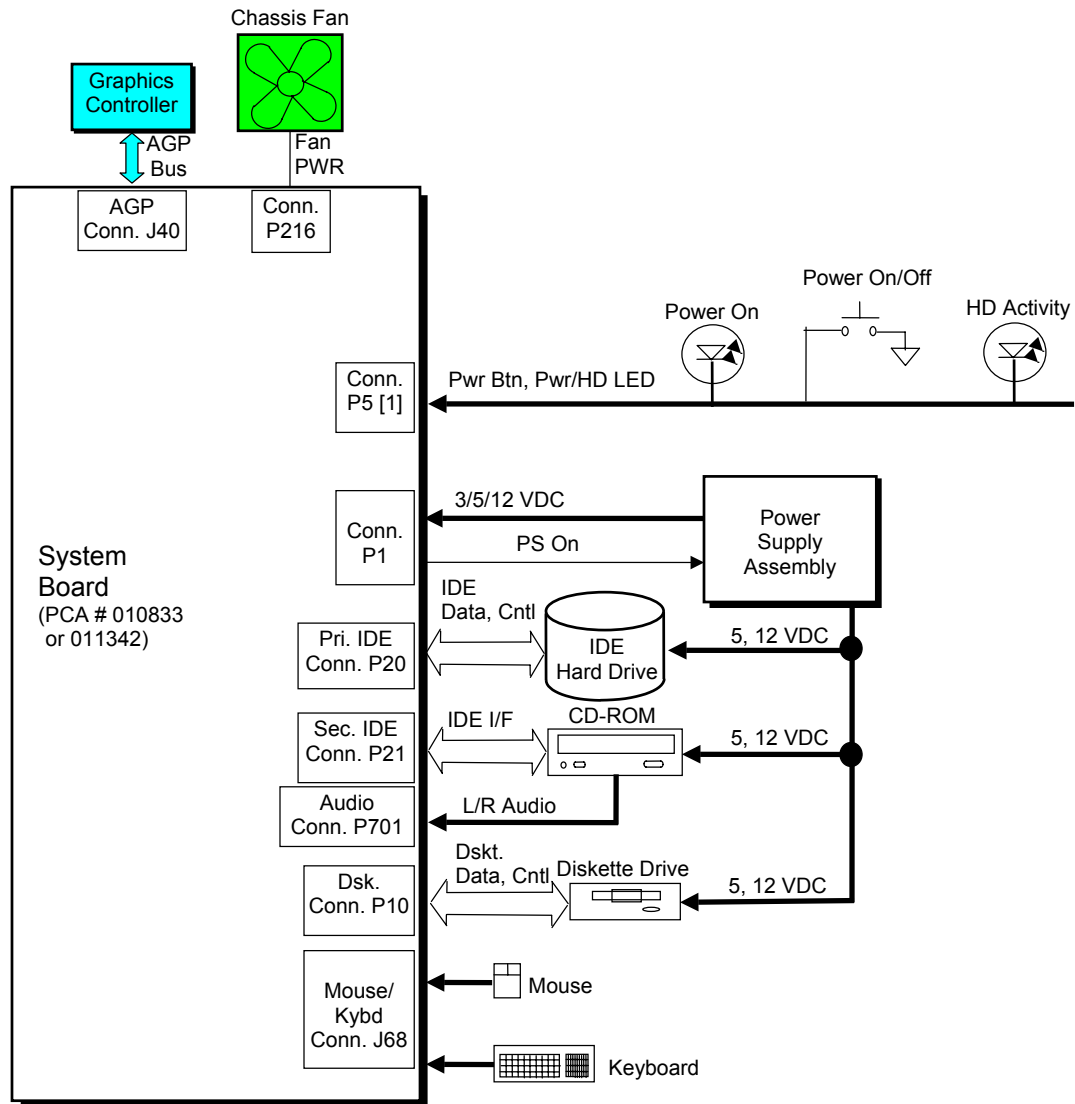 Chassis Fan
Graphics
Controller
AGP
Bus
Fan
PWR
AGP
Conn. J40
Conn.
P216
Power On/Off
Power On
HD Activity
Conn.
P5 [1]
Pwr Btn, Pwr/HD LED
3/5/12 VDC
Power
Supply
Assembly
Conn.
P1
PS On
System
Board
(PCA # 010833
or 011342)
IDE
Data, Cntl
Pri. IDE
Conn. P20
IDE
Hard Drive
5, 12 VDC
Sec. IDE
Conn. P21
IDE I/F
CD-ROM
5, 12 VDC
Audio
Conn. P701
L/R Audio
Dskt.
Data, Cntl
Diskette Drive
5, 12 VDC
Dsk.
Conn. P10
Mouse/
Kybd
Conn. J68
Mouse
Keyboard